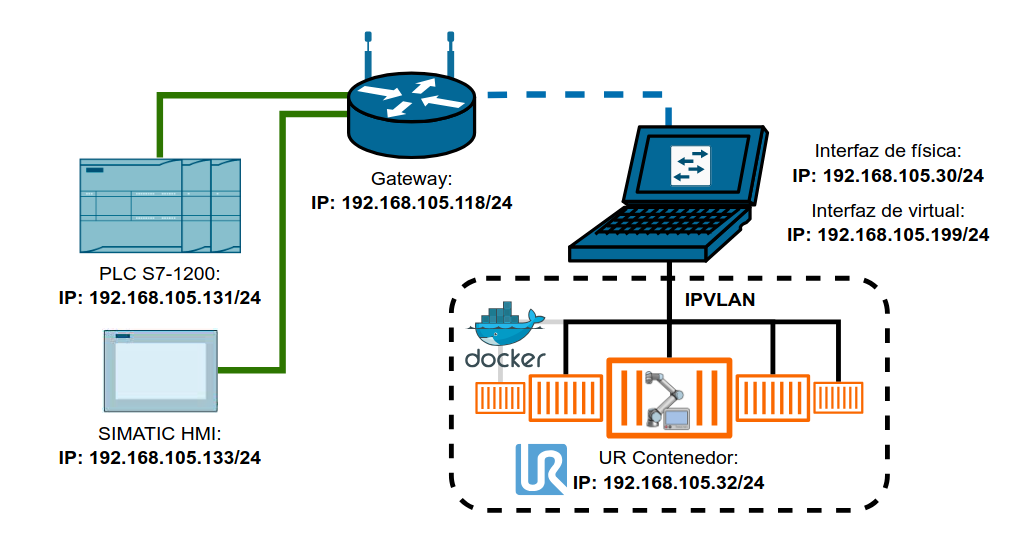 Gateway:
IP: 192.168.105.118/24
Interfaz de física:
IP: 192.168.105.30/24
Interfaz de virtual:
IP: 192.168.105.199/24
PLC S7-1200:
IP: 192.168.105.131/24
SIMATIC HMI:
IP: 192.168.105.133/24
IPVLAN
docker
UR Contenedor:
UR
IP: 192.168.105.32/24